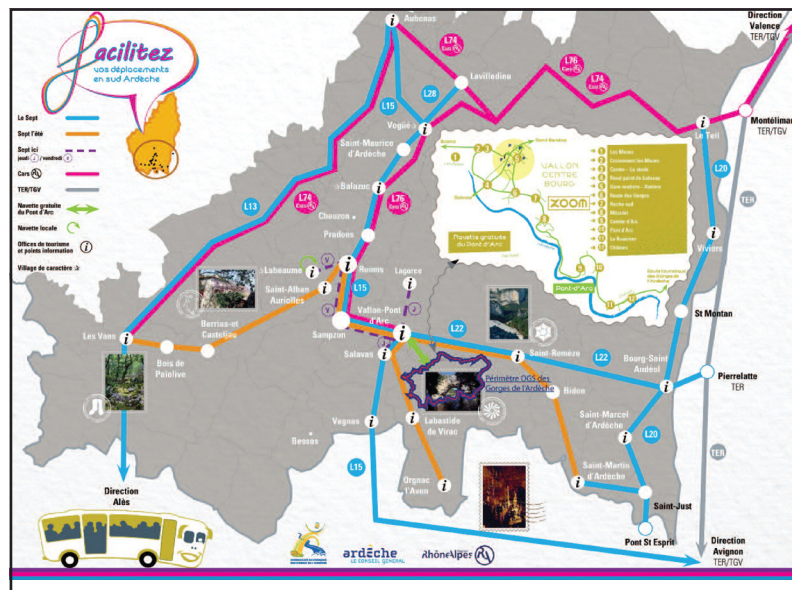 Facilitez
vos déplacements
en sud Ardèche
Le Sept
Sept l'été
Sept ici
jeudi J / vendredi V
Cars
TER/TGV
Navette gratuite
du Pont d'Arc
Navette locale
Offices de tourisme
et points information
Village de caractère
Aubenas
L74
Cars
Lavilledieu
L76
Cars
L74
Cars
Direction
Valence
TER/TGV
Montélimar
TER/TGV
Le Teil
L15
L28
Vogüé
Saint-Maurice
d'Ardèche
Balazuc
L13
L74
Cars
L76
Cars
Chauzon
Pradons
Labeaume
V
Ruoms
Lagorce
Saint-Alban
Auriolles
L15
J
V
Vallon-Pont
d'Arc
Sampzon
Salavas
J
Les Vans
Berrias-et
Casteljau
Bois de
Païolive
VALLON
CENTRE
BOURG
ZOOM
Navette gratuite
du Pont d'Arc
Pont-d'Arc
L20
TER
Viviers
St Montan
L22
Saint-Remèze
L22
Bourg-Saint
Andéol
Pierrelatte
TER
Périmètre OGS des
Gorges de l'Ardèche
Bidon
Vagnas
Labastide
de Virac
Bessas
Saint-Marcel
d'Ardèche
L20
TER
L15
Orgnac
l'Aven
Saint-Martin
d'Ardèche
Saint-Just
Direction
Alès
Pont St Esprit
Direction
Avignon
TER/TGV
ardèche
LE CONSEIL GENERAL
RhôneAlpes